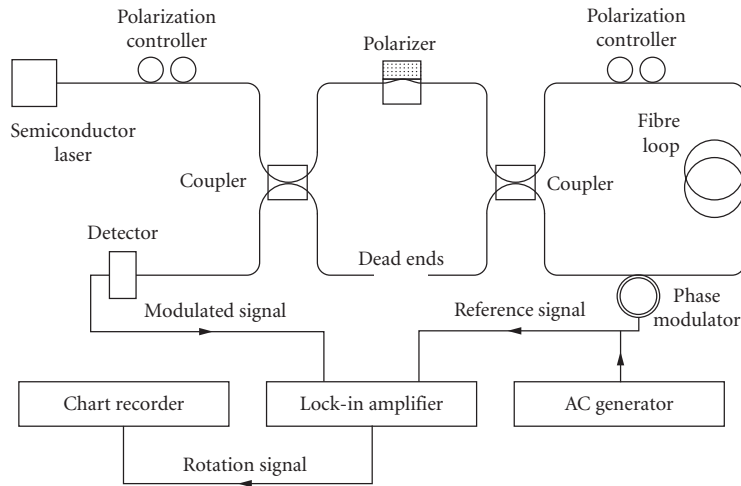 Polarization
controller
Polarizer
Polarization
controller
Semiconductor
laser
Fibre
loop
Coupler
Coupler
Detector
Dead ends
Modulated signal
Reference signal
Phase
modulator
Chart recorder
Lock-in amplifier
AC generator
Rotation signal